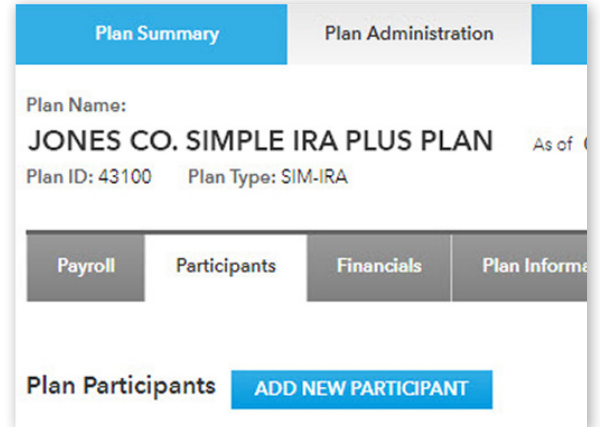 Plan Summary Plan Administration
Plan Name:
JONES CO. SIMPLE IRA PLUS PLAN As of
Plan ID: 43100 Plan Type: SIM-IRA
Payroll Participants Financials Plan Informa
Plan Participants ADD NEW PARTICIPANT